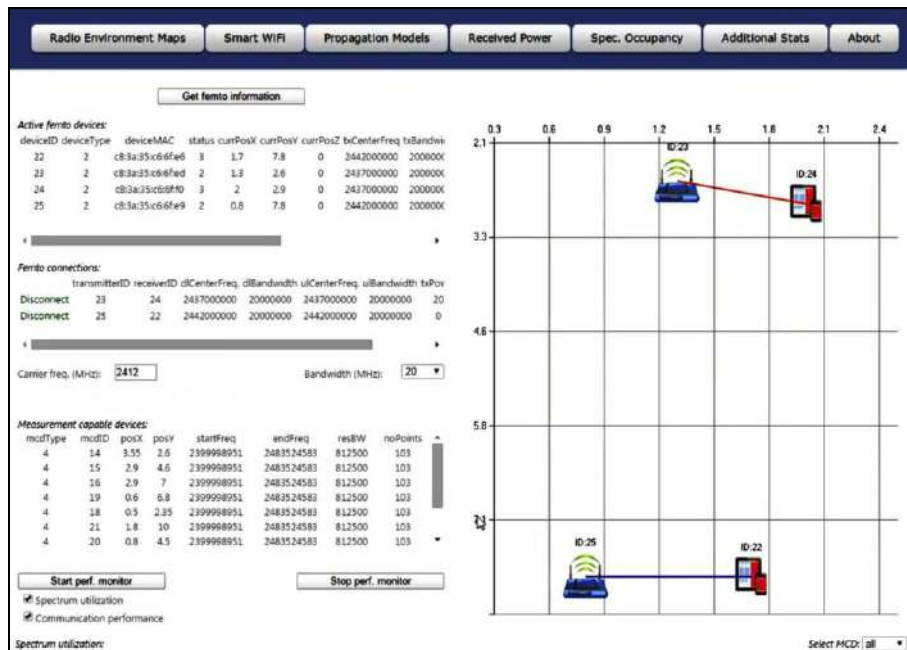 Radio Environment Maps Smart WiFi Propagation Models Received Power Spec. Occupancy Additional Stats About
Get femto information
Active femto devices:
deviceID deviceType deviceMAC status currPosX currPosY currPosZ txCenterFreq txBandwi
22 2 c8:3a:35:c6:6f:e6 3 1.7 7.8 0 2442000000 200000(
23 2 c8:3a:35:c6:6f:ed 2 1.3 2.6 0 2437000000 200000(
24 2 c8:3a:35:c6:6f:f0 3 2 2.9 0 2437000000 200000(
25 2 c8:3a:35:c6:6f:e9 2 0.8 7.8 0 2442000000 200000(
Femto connections:
transmitterID receiverID dlCenterFreq. dlBandwidth ulCenterFreq. ulBandwidth txPov
Disconnect 23 24 2437000000 20000000 2437000000 20000000 20
Disconnect 25 22 2442000000 20000000 2442000000 20000000 0
Carrier freq. (MHz): 2412 Bandwidth (MHz): 20
Measurement capable devices:
mcdType mcdID posX posY startFreq endFreq resBW noPoints
4 14 3.55 2.6 2399998951 2483524583 812500 103
4 15 2.9 4.6 2399998951 2483524583 812500 103
4 16 2.9 7 2399998951 2483524583 812500 103
4 19 0.6 6.8 2399998951 2483524583 812500 103
4 18 0.5 2.35 2399998951 2483524583 812500 103
4 21 1.8 10 2399998951 2483524583 812500 103
4 20 0.8 4.5 2399998951 2483524583 812500 103
Start perf. monitor Stop perf. monitor
Spectrum utilization
Communication performance
Spectrum utilization:
0.3 0.6 0.9 1.2 1.5 1.8 2.1 2.4
2.1
ID:23
ID:24
3.3
4.6
5.8
ID:25
ID:22
Select MCD: all